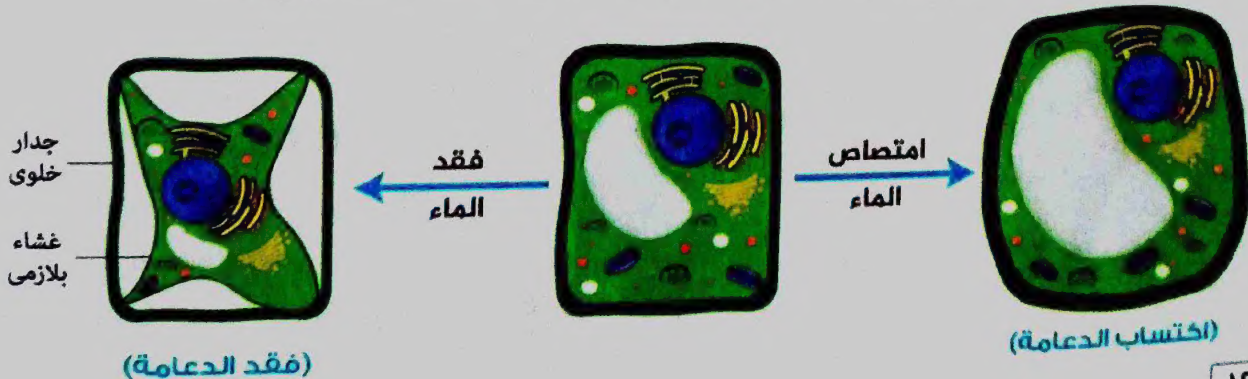 امتصاص
الماء
فقد
الماء
جدار
خلوى
غشاء
بلازمى
(اكتساب الدعامة)
(فقد الدعامة)